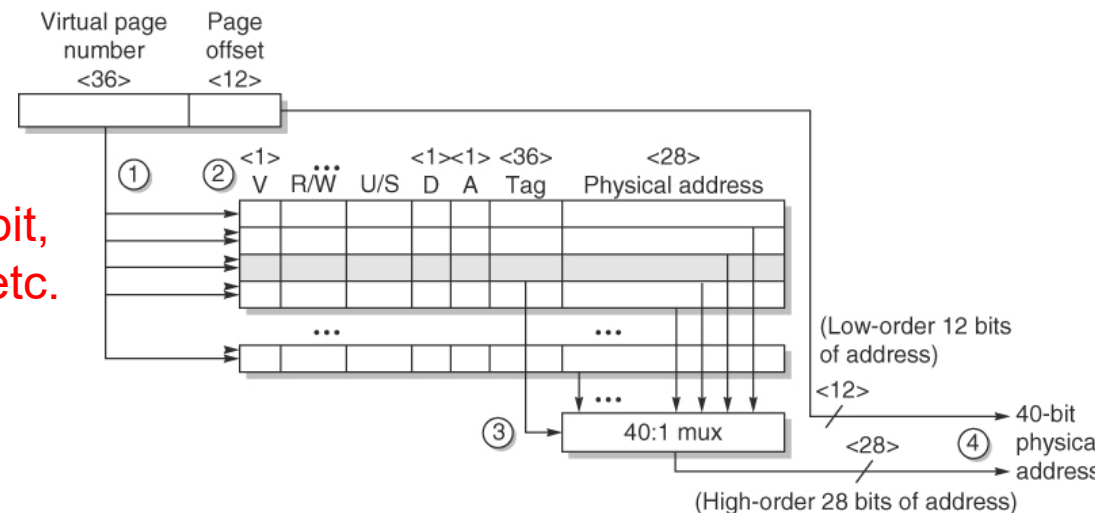 Virtual page number
<36>
Page offset
<12>
①
②
<1>
V
•••
R/W
U/S
<1>
D
<1>
A
<36>
Tag
<28>
Physical address
bit,
etc.
•••
•••
(Low-order 12 bits
of address)
<12>
•••
③
40:1 mux
<28>
④
40-bit
physical
address
(High-order 28 bits of address)